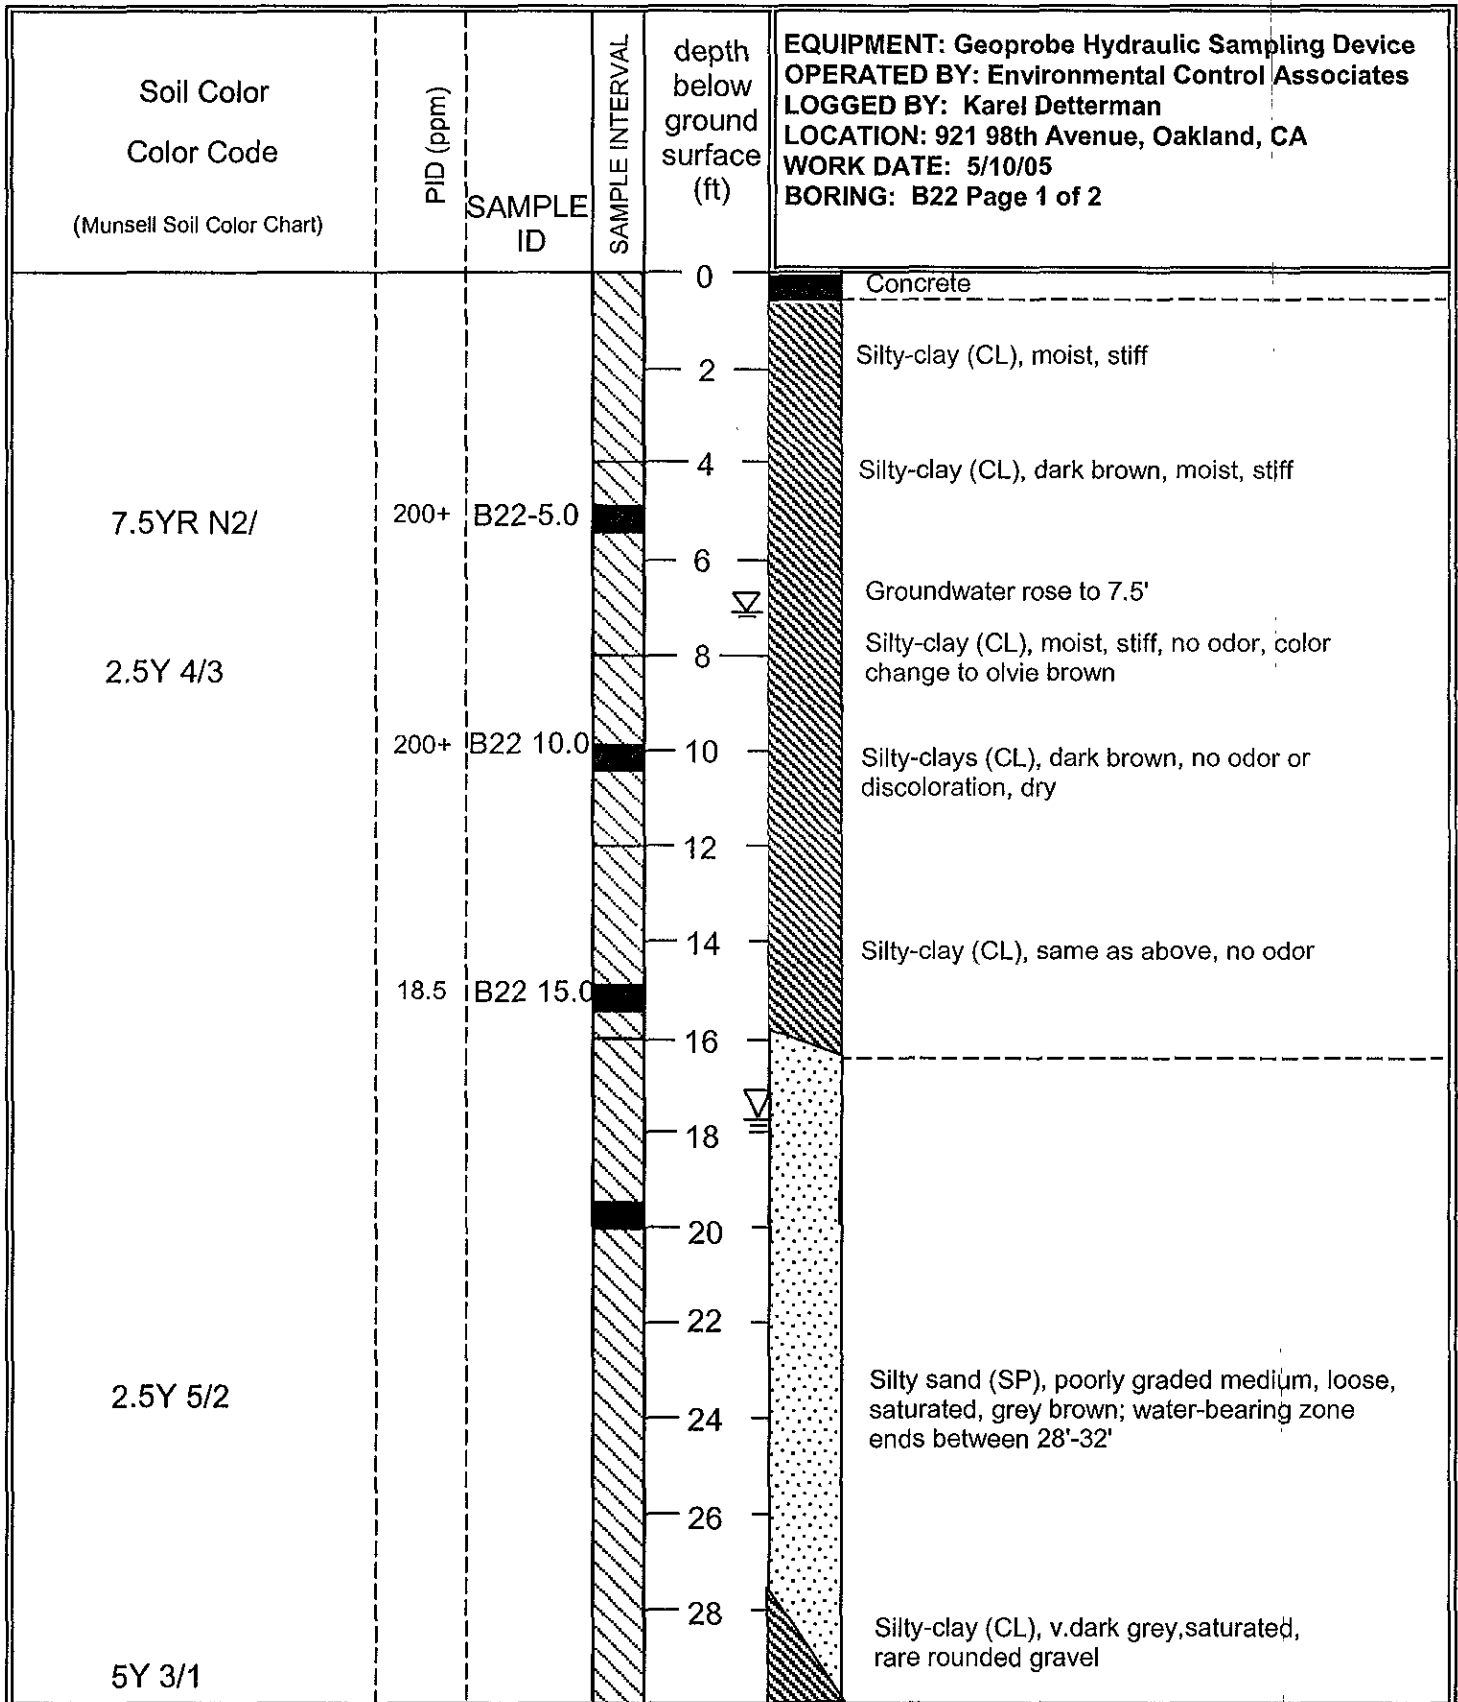 Soil Color
Color Code
(Munsell Soil Color Chart)
PID (ppm)
SAMPLE
ID
SAMPLE INTERVAL
depth
below
ground
surface
(ft)
EQUIPMENT: Geoprobe Hydraulic Sampling Device
OPERATED BY: Environmental Control Associates
LOGGED BY: Karel Detterman
LOCATION: 921 98th Avenue, Oakland, CA
WORK DATE: 5/10/05
BORING: B22 Page 1 of 2
0
Concrete
Silty-clay (CL), moist, stiff
2
4
Silty-clay (CL), dark brown, moist, stiff
7.5YR N2/
200+
B22-5.0
6
Groundwater rose to 7.5'
8
Silty-clay (CL), moist, stiff, no odor, color
change to olvie brown
2.5Y 4/3
200+
B22 10.0
10
Silty-clays (CL), dark brown, no odor or
discoloration, dry
12
14
Silty-clay (CL), same as above, no odor
18.5
B22 15.0
16
18
20
22
2.5Y 5/2
Silty sand (SP), poorly graded medium, loose,
saturated, grey brown; water-bearing zone
ends between 28'-32'
24
26
28
Silty-clay (CL), v.dark grey,saturated,
rare rounded gravel
5Y 3/1